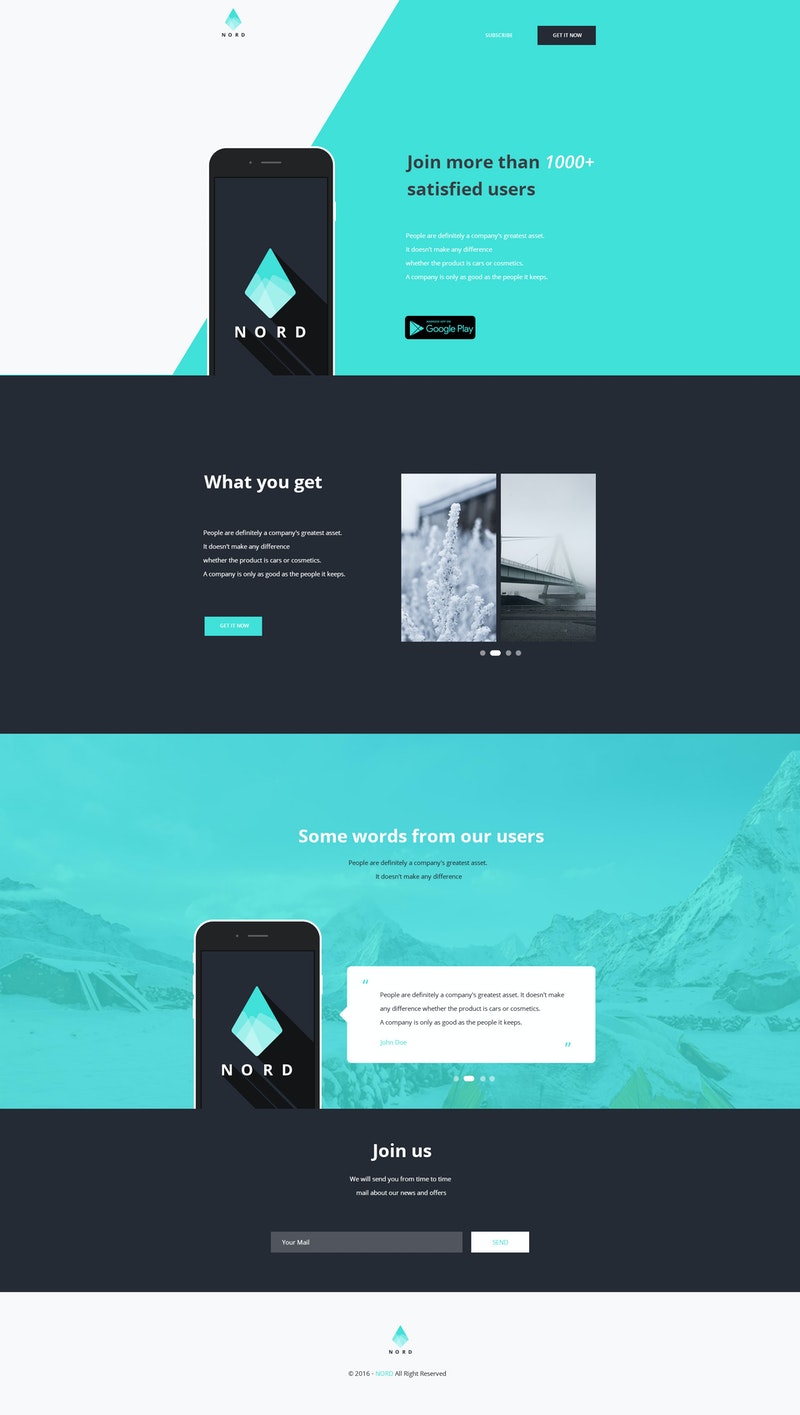 NORD
SUBSCRIBE
GET IT NOW
Join more than 1000+
satisfied users
People are definitely a company's greatest asset.
It doesn't make any difference
whether the product is cars or cosmetics.
A company is only as good as the people it keeps.
ANDROID APP ON
Google Play
NORD
What you get
People are definitely a company's greatest asset.
It doesn't make any difference
whether the product is cars or cosmetics.
A company is only as good as the people it keeps.
GET IT NOW
Some words from our users
People are definitely a company's greatest asset.
It doesn't make any difference
"
People are definitely a company's greatest asset. It doesn't make
any difference whether the product is cars or cosmetics.
A company is only as good as the people it keeps.
John Doe
"
NORD
Join us
We will send you from time to time
mail about our news and offers
Your Mail
SEND
NORD
© 2016 - NORD All Right Reserved